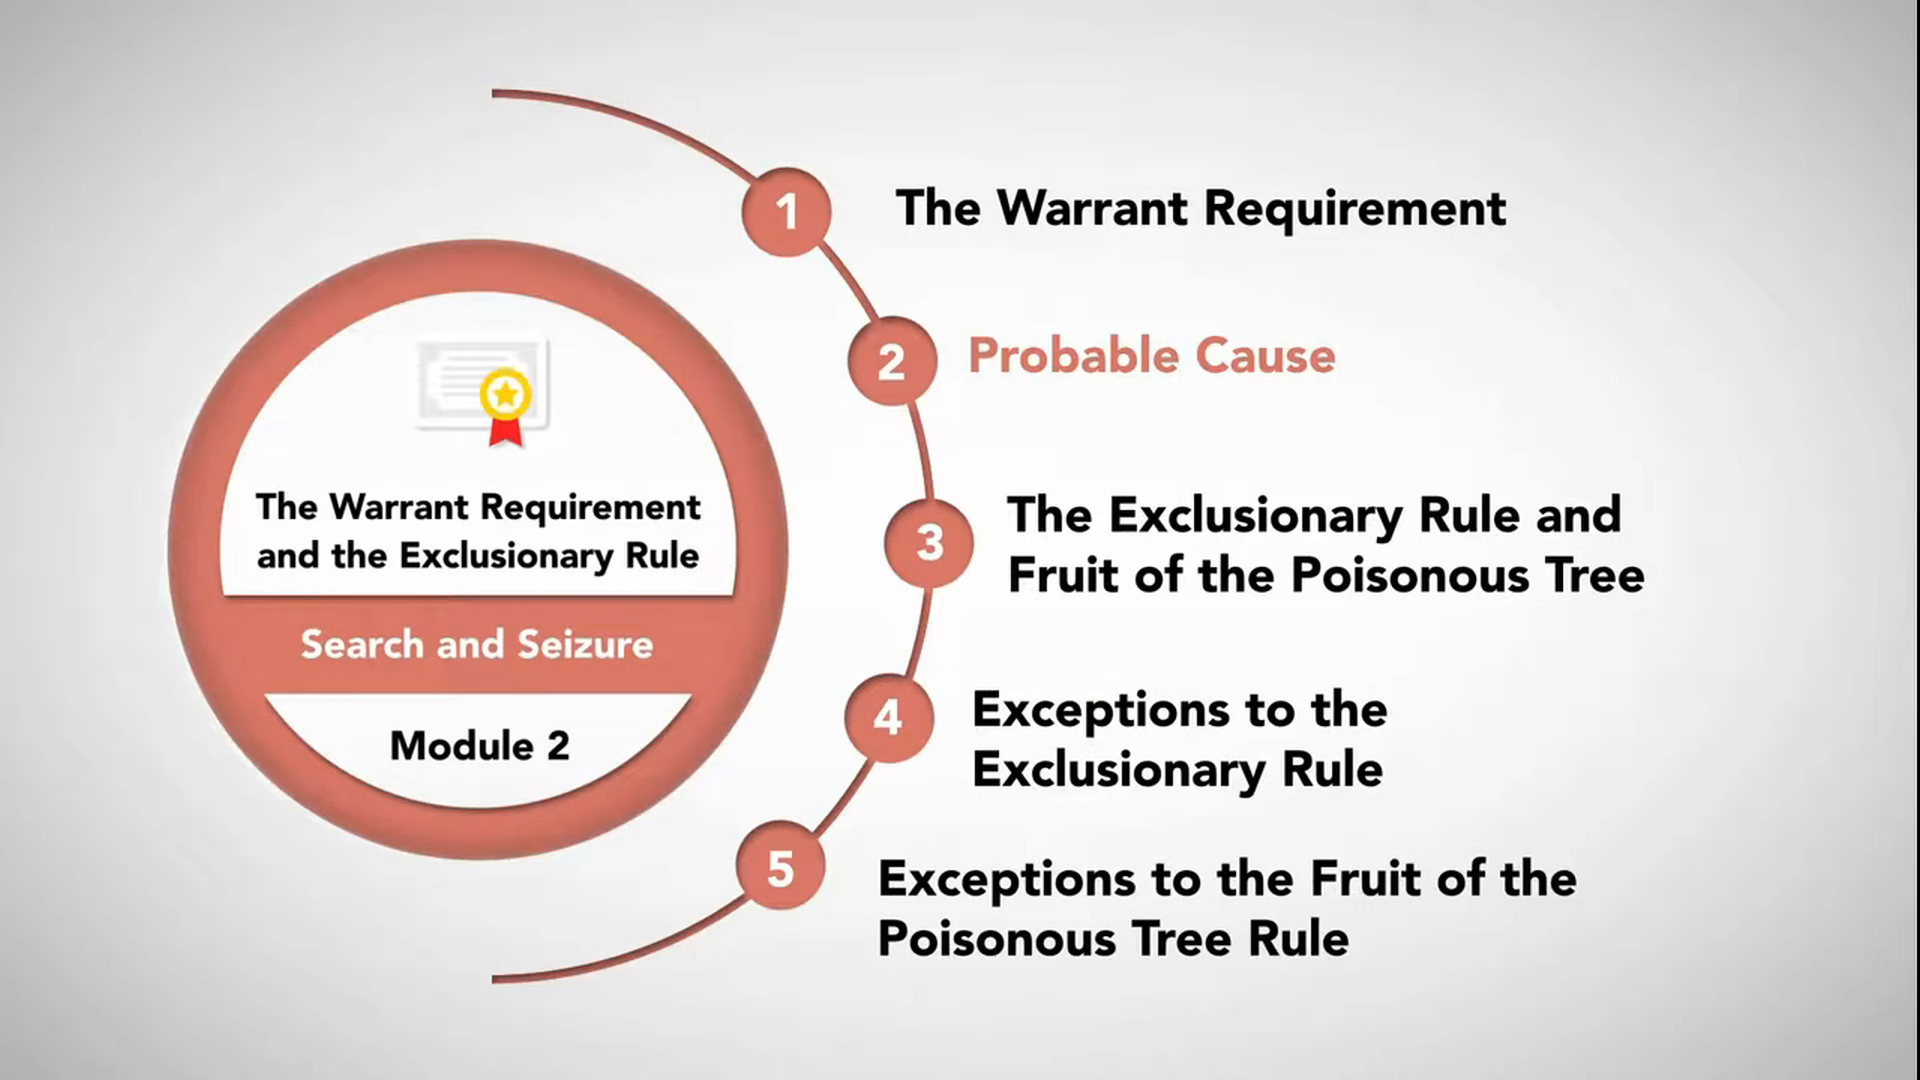 The Warrant Requirement
and the Exclusionary Rule
Search and Seizure
Module 2
1
The Warrant Requirement
2
Probable Cause
3
The Exclusionary Rule and
Fruit of the Poisonous Tree
4
Exceptions to the
Exclusionary Rule
5
Exceptions to the Fruit of the
Poisonous Tree Rule